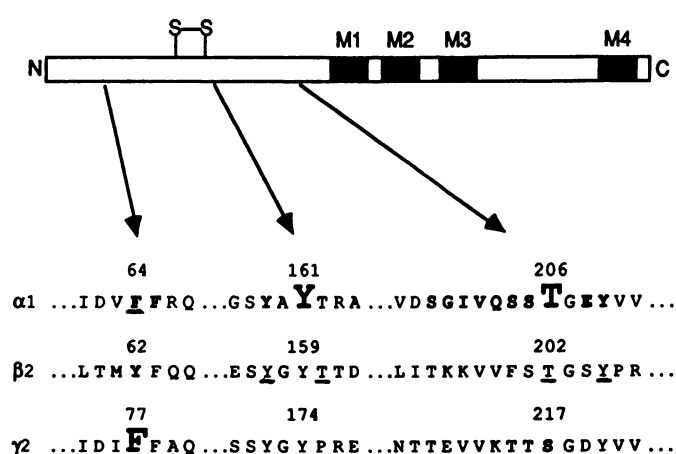 S S
M1 M2 M3 M4
N C
64 161 206
α1 ...IDVFFRQ ...GSYAYTRA ...VDSGIVQSSTGEYVV ...
62 159 202
β2 ...LTMYFQQ ...ESYGYTTD ...LITKKVVFSTGSYPR ...
77 174 217
γ2 ...IDIFFAQ ...SSYGYPRE ...NTTEVVKTTSGDYVV ...